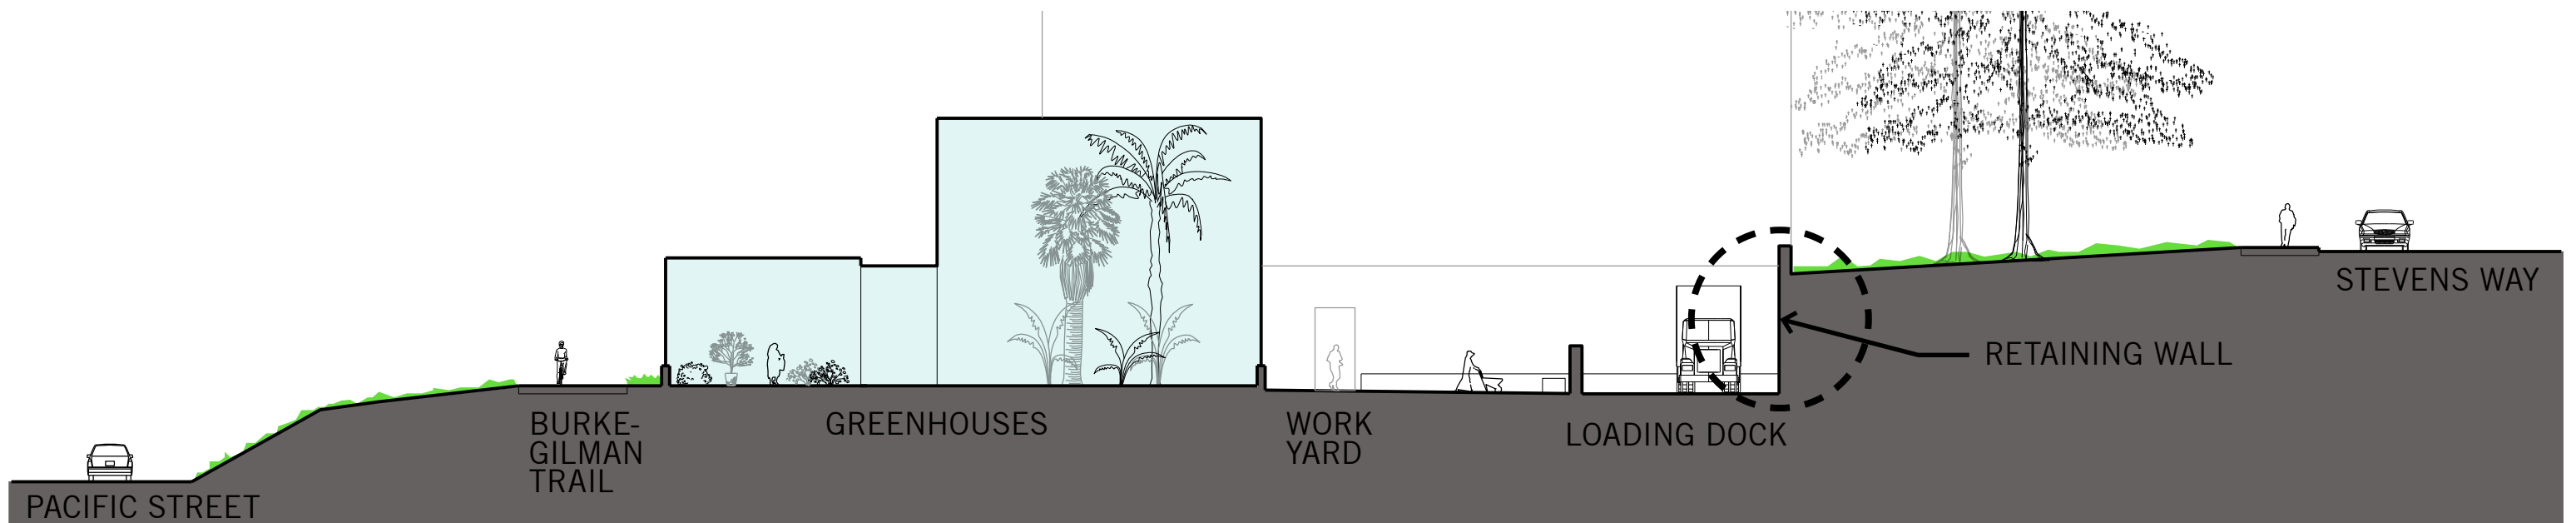 PACIFIC STREET
BURKE-
GILMAN
TRAIL
GREENHOUSES
WORK
YARD
LOADING DOCK
RETAINING WALL
STEVENS WAY